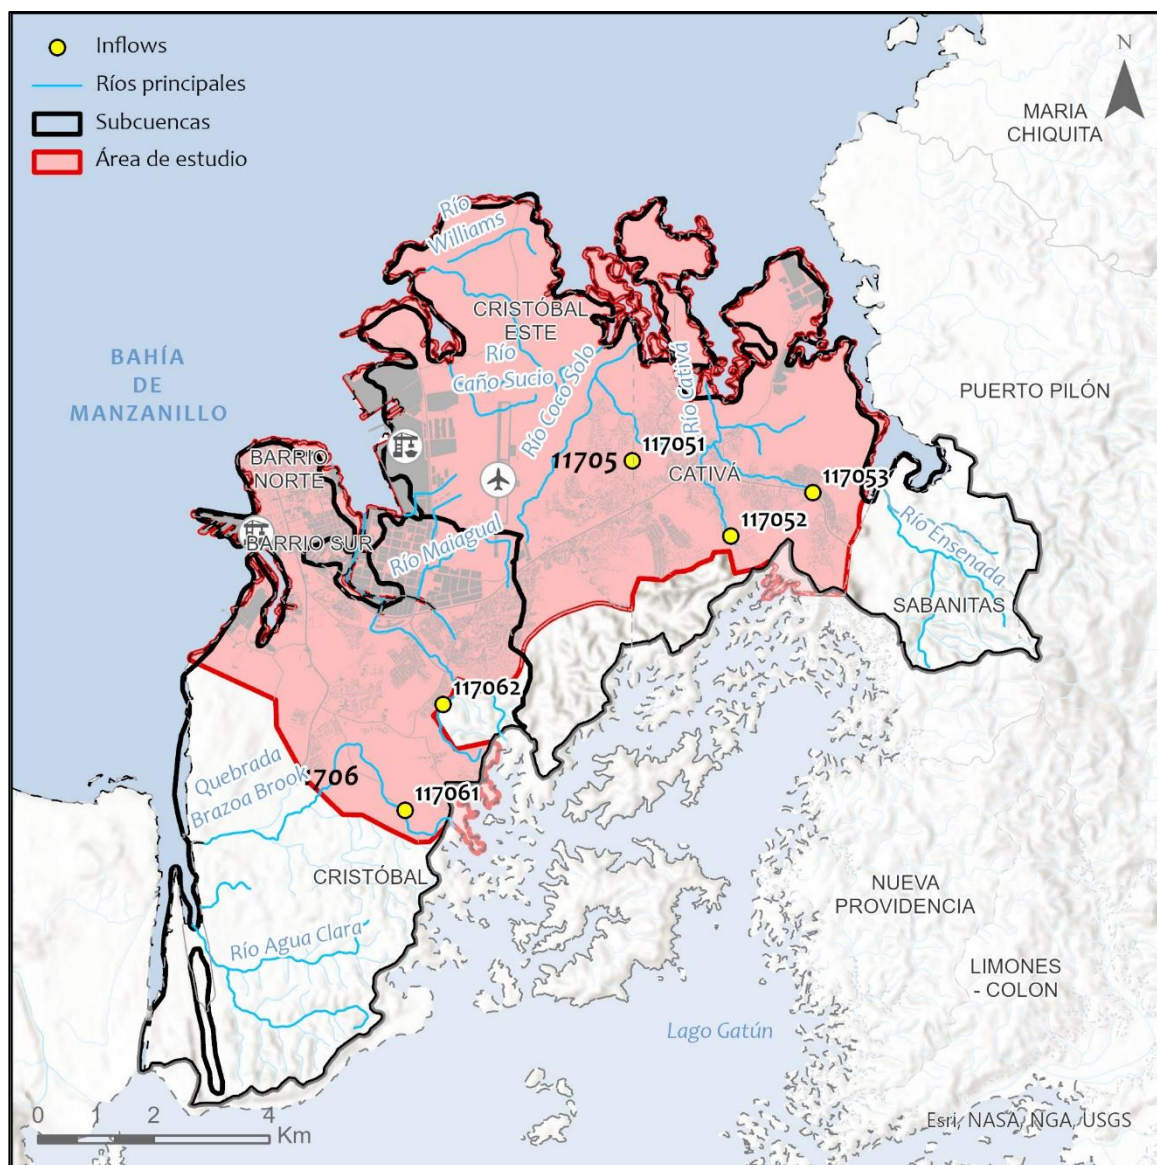 Inflows
Ríos principales
Subcuencas
Área de estudio
N
MARIA
CHIQUITA
Río
Williams
CRISTÓBAL
ESTE
BAHÍA
DE
MANZANILLO
Río
Caño Sucio
Río Coco Solo
Río Cativá
PUERTO PILÓN
BARRIO
NORTE
11705
117051
CATIVÁ
117053
117052
BARRIO SUR
Río Majagual
Río Ensenada
SABANITAS
117062
Quebrada
Brazoa Brook
1706
117061
CRISTÓBAL
NUEVA
PROVIDENCIA
Río Agua Clara
LIMONES
- COLON
Lago Gatún
0 1 2 4
Km
Esri, NASA, NGA, USGS